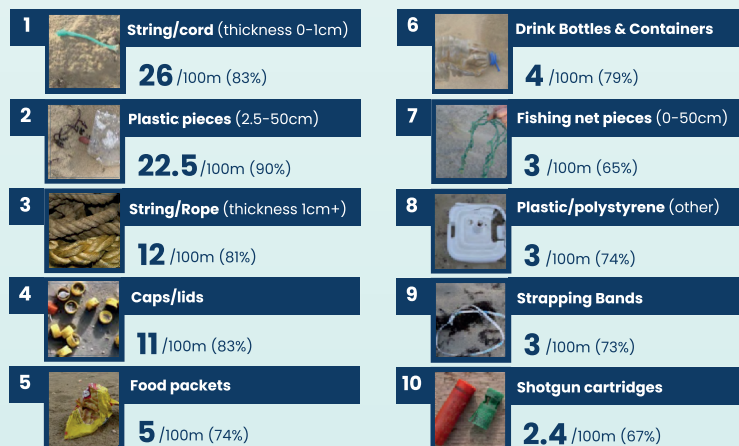 1 String/cord (thickness 0-1cm)
26 /100m (83%)
2 Plastic pieces (2.5-50cm)
22.5/100m (90%)
3 String/Rope (thickness 1cm+)
12 /100m (81%)
4 Caps/lids
11 /100m (83%)
5 Food packets
5 /100m (74%)
6 Drink Bottles & Containers
4 /100m (79%)
7 Fishing net pieces (0-50cm)
3 /100m (65%)
8 Plastic/polystyrene (other)
3 /100m (74%)
9 Strapping Bands
3 /100m (73%)
10 Shotgun cartridges
2.4/100m (67%)